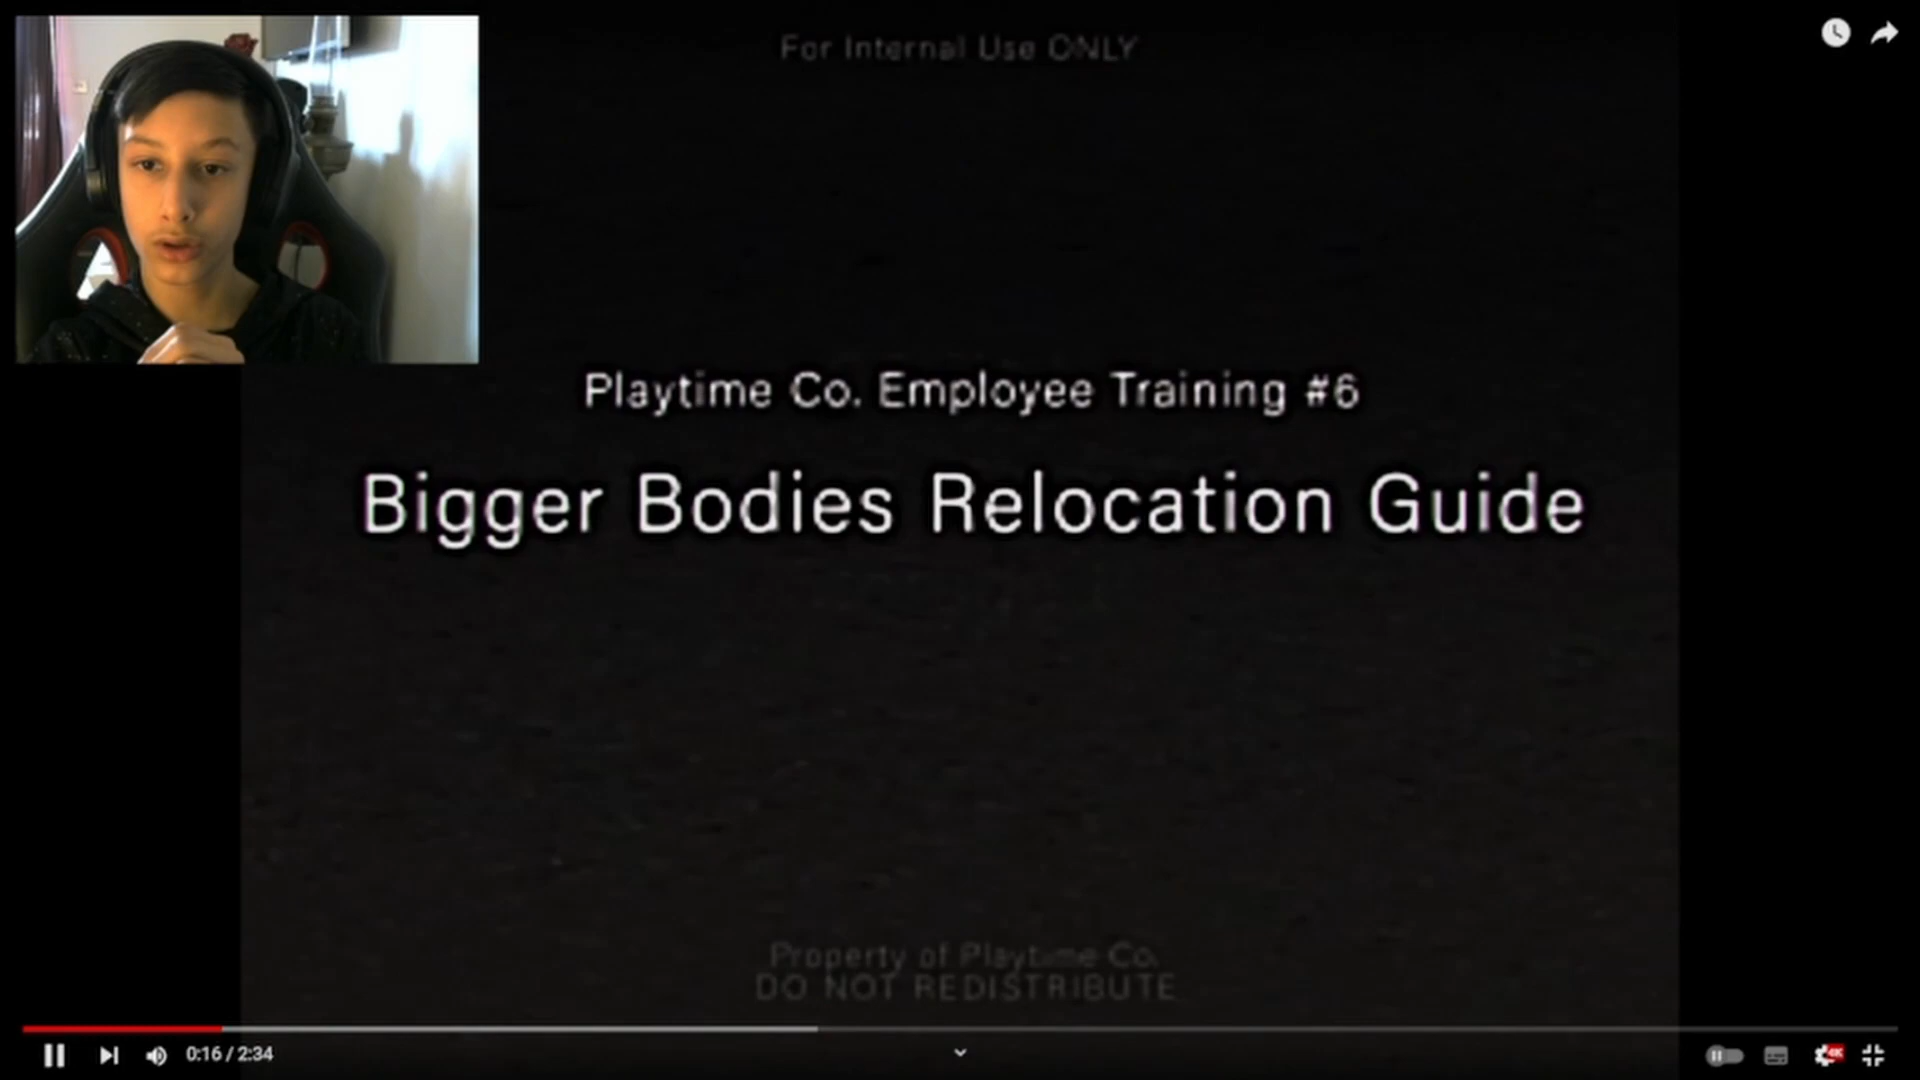 For Internal Use ONLY
Playtime Co. Employee Training #6
Bigger Bodies Relocation Guide
Property of Playtime Co.
DO NOT REDISTRIBUTE
0:16 / 2:34
4K